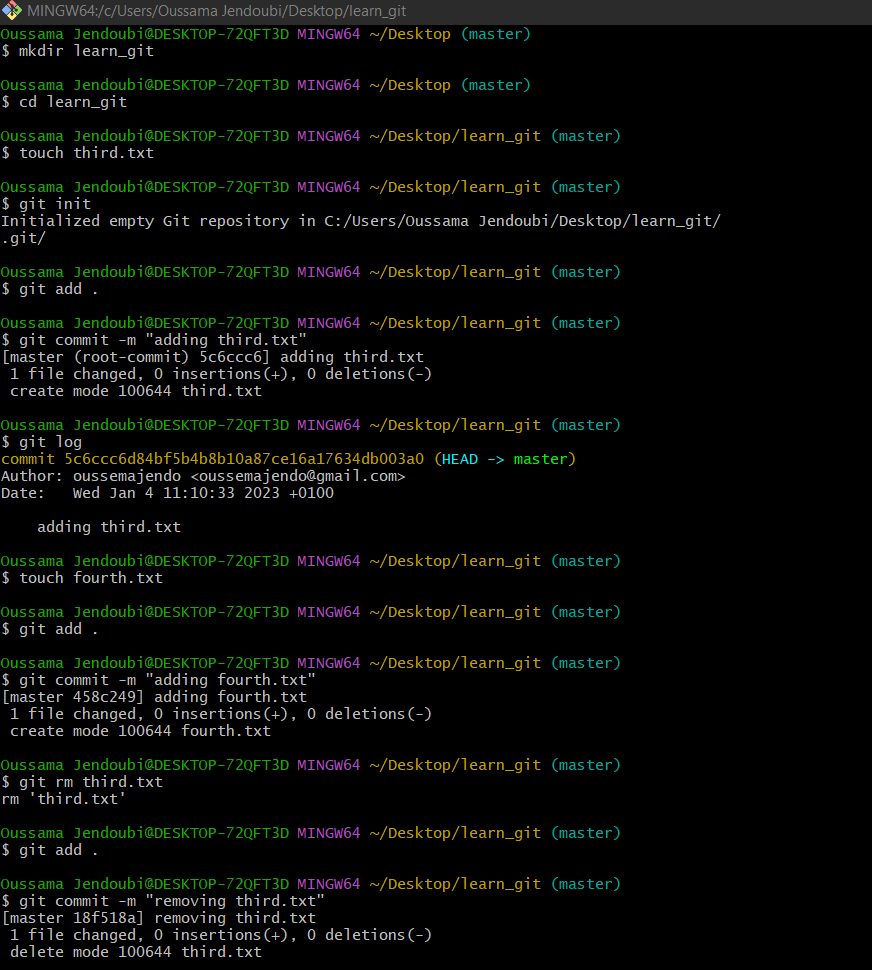 MINGW64:/c/Users/Oussama Jendoubi/Desktop/learn_git
Oussama Jendoubi@DESKTOP-72QFT3D MINGW64 ~/Desktop (master)
$ mkdir learn_git
Oussama Jendoubi@DESKTOP-72QFT3D MINGW64 ~/Desktop (master)
$ cd learn_git
Oussama Jendoubi@DESKTOP-72QFT3D MINGW64 ~/Desktop/learn_git (master)
$ touch third.txt
Oussama Jendoubi@DESKTOP-72QFT3D MINGW64 ~/Desktop/learn_git (master)
$ git init
Initialized empty Git repository in C:/Users/Oussama Jendoubi/Desktop/learn_git/
.git/
Oussama Jendoubi@DESKTOP-72QFT3D MINGW64 ~/Desktop/learn_git (master)
$ git add .
Oussama Jendoubi@DESKTOP-72QFT3D MINGW64 ~/Desktop/learn_git (master)
$ git commit -m "adding third.txt"
[master (root-commit) 5c6ccc6] adding third.txt
 1 file changed, 0 insertions(+), 0 deletions(-)
 create mode 100644 third.txt
Oussama Jendoubi@DESKTOP-72QFT3D MINGW64 ~/Desktop/learn_git (master)
$ git log
commit 5c6ccc6d84bf5b4b8b10a87ce16a17634db003a0 (HEAD -> master)
Author: oussemajendo <oussemajendo@gmail.com>
Date:   Wed Jan 4 11:10:33 2023 +0100
    adding third.txt
Oussama Jendoubi@DESKTOP-72QFT3D MINGW64 ~/Desktop/learn_git (master)
$ touch fourth.txt
Oussama Jendoubi@DESKTOP-72QFT3D MINGW64 ~/Desktop/learn_git (master)
$ git add .
Oussama Jendoubi@DESKTOP-72QFT3D MINGW64 ~/Desktop/learn_git (master)
$ git commit -m "adding fourth.txt"
[master 458c249] adding fourth.txt
 1 file changed, 0 insertions(+), 0 deletions(-)
 create mode 100644 fourth.txt
Oussama Jendoubi@DESKTOP-72QFT3D MINGW64 ~/Desktop/learn_git (master)
$ git rm third.txt
rm 'third.txt'
Oussama Jendoubi@DESKTOP-72QFT3D MINGW64 ~/Desktop/learn_git (master)
$ git add .
Oussama Jendoubi@DESKTOP-72QFT3D MINGW64 ~/Desktop/learn_git (master)
$ git commit -m "removing third.txt"
[master 18f518a] removing third.txt
 1 file changed, 0 insertions(+), 0 deletions(-)
 delete mode 100644 third.txt